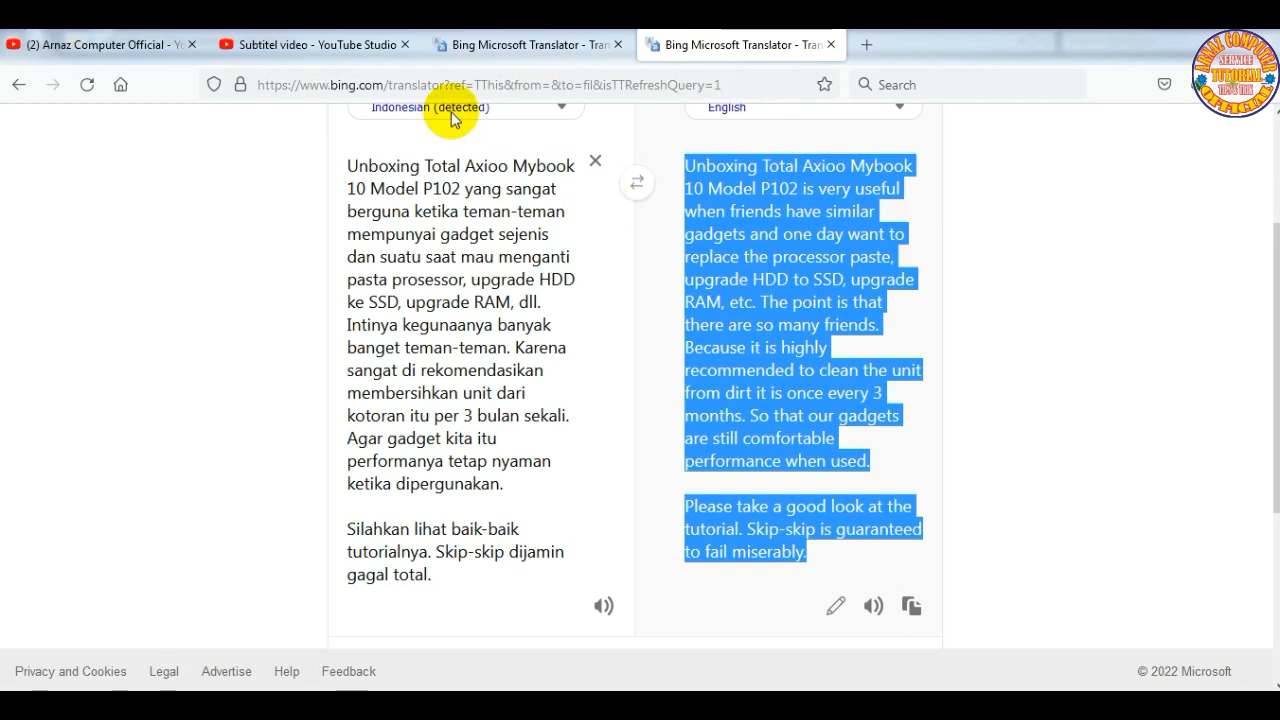 (2) Arnaz Computer Official - Yo
Subtitel video - YouTube Studio
Bing Microsoft Translator - Tran
Bing Microsoft Translator - Tran
https://www.bing.com/translator?ref=TThis&from=&to=fil&isTTRefreshQuery=1
Search
ARNAZ COMPUTER
SERVICE
TUTORIAL
TIPS & TRIK
OFFICIAL
Indonesian (detected)
English
Unboxing Total Axioo Mybook
10 Model P102 yang sangat
berguna ketika teman-teman
mempunyai gadget sejenis
dan suatu saat mau menganti
pasta prosessor, upgrade HDD
ke SSD, upgrade RAM, dll.
Intinya kegunaanya banyak
banget teman-teman. Karena
sangat di rekomendasikan
membersihkan unit dari
kotoran itu per 3 bulan sekali.
Agar gadget kita itu
performanya tetap nyaman
ketika dipergunakan.
Silahkan lihat baik-baik
tutorialnya. Skip-skip dijamin
gagal total.
Unboxing Total Axioo Mybook
10 Model P102 is very useful
when friends have similar
gadgets and one day want to
replace the processor paste,
upgrade HDD to SSD, upgrade
RAM, etc. The point is that
there are so many friends.
Because it is highly
recommended to clean the unit
from dirt it is once every 3
months. So that our gadgets
are still comfortable
performance when used.
Please take a good look at the
tutorial. Skip-skip is guaranteed
to fail miserably.
Privacy and Cookies
Legal
Advertise
Help
Feedback
© 2022 Microsoft